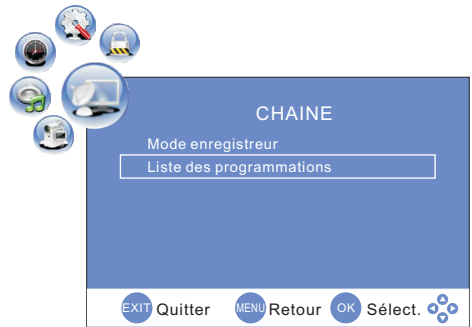 CHAINE
Mode enregistreur
Liste des programmations
EXIT Quitter MENU Retour OK Sélect.